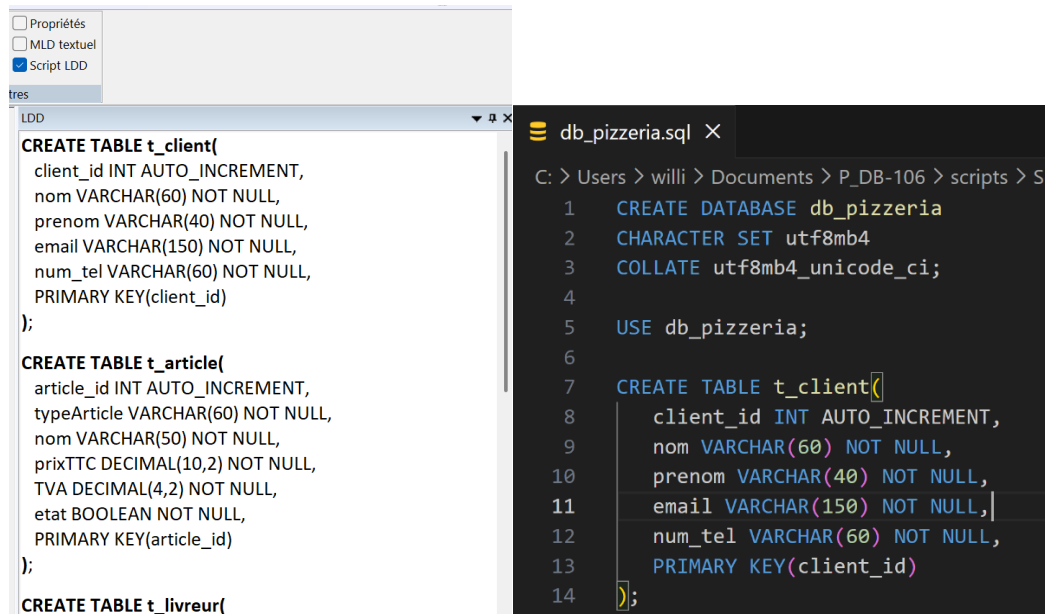 Propriétés
MLD textuel
Script LDD
tres
LDD
CREATE TABLE t_client(
client_id INT AUTO_INCREMENT,
nom VARCHAR(60) NOT NULL,
prenom VARCHAR(40) NOT NULL,
email VARCHAR(150) NOT NULL,
num_tel VARCHAR(60) NOT NULL,
PRIMARY KEY(client_id)
);
CREATE TABLE t_article(
article_id INT AUTO_INCREMENT,
typeArticle VARCHAR(60) NOT NULL,
nom VARCHAR(50) NOT NULL,
prixTTC DECIMAL(10,2) NOT NULL,
TVA DECIMAL(4,2) NOT NULL,
etat BOOLEAN NOT NULL,
PRIMARY KEY(article_id)
);
CREATE TABLE t_livreur(
db_pizzeria.sql
C: > Users > willi > Documents > P_DB-106 > scripts > S
1 CREATE DATABASE db_pizzeria
2 CHARACTER SET utf8mb4
3 COLLATE utf8mb4_unicode_ci;
4
5 USE db_pizzeria;
6
7 CREATE TABLE t_client(
8 client_id INT AUTO_INCREMENT,
9 nom VARCHAR(60) NOT NULL,
10 prenom VARCHAR(40) NOT NULL,
11 email VARCHAR(150) NOT NULL,
12 num_tel VARCHAR(60) NOT NULL,
13 PRIMARY KEY(client_id)
14 );